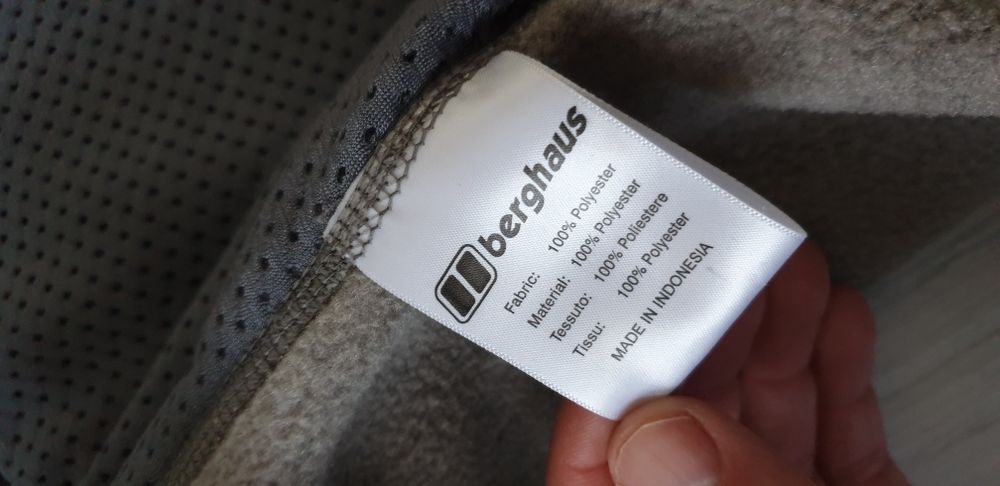 berghaus
Fabric: 100% Polyester
Material: 100% Polyester
Tessuto: 100% Poliestere
Tissu: 100% Polyester
MADE IN INDONESIA